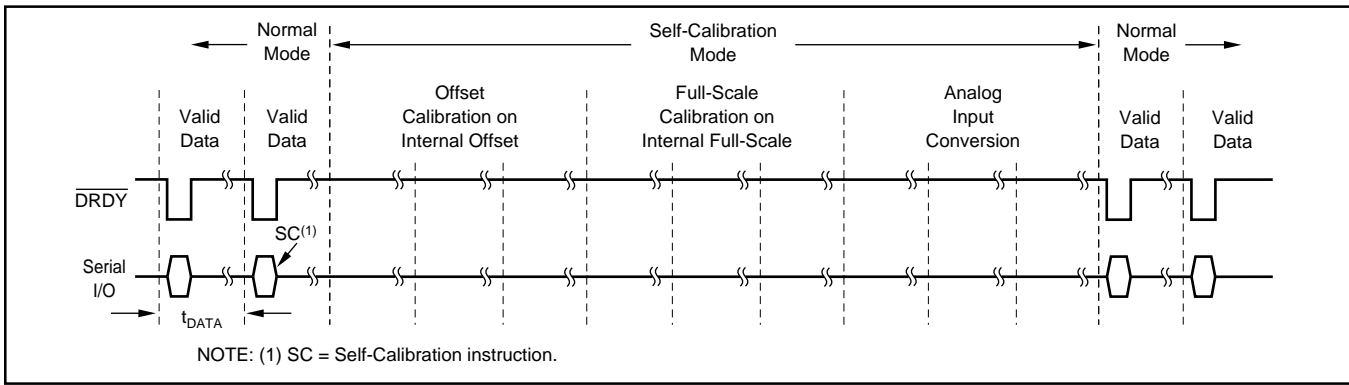 Normal
Mode
Self-Calibration
Mode
Normal
Mode
Valid
Data
Valid
Data
Offset
Calibration on
Internal Offset
Full-Scale
Calibration on
Internal Full-Scale
Analog
Input
Conversion
Valid
Data
Valid
Data
DRDY
SC(1)
Serial
I/O
tDATA
NOTE: (1) SC = Self-Calibration instruction.